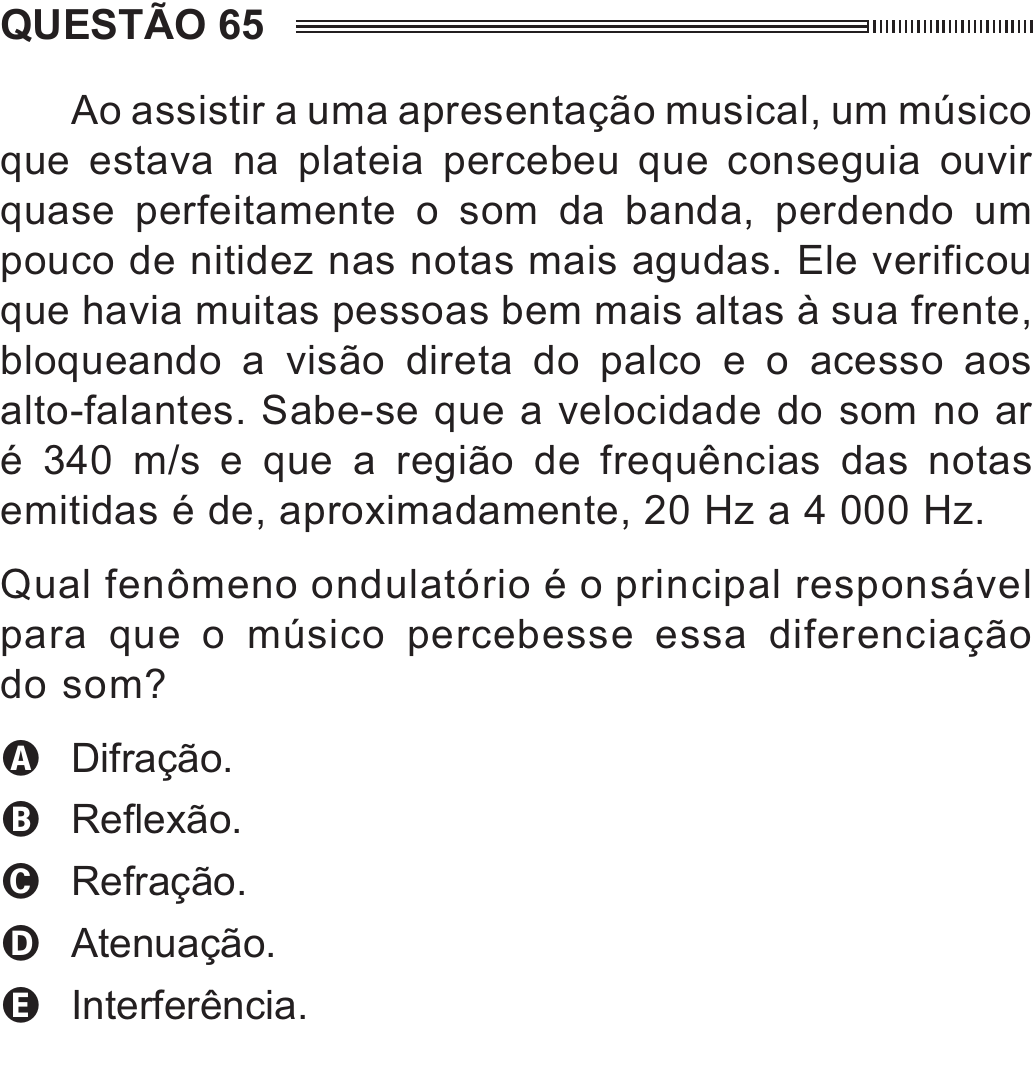 QUESTÃO 65
Ao assistir a uma apresentação musical, um músico
que estava na plateia percebeu que conseguia ouvir
quase perfeitamente o som da banda, perdendo um
pouco de nitidez nas notas mais agudas. Ele verificou
que havia muitas pessoas bem mais altas à sua frente,
bloqueando a visão direta do palco e o acesso aos
alto-falantes. Sabe-se que a velocidade do som no ar
é 340 m/s e que a região de frequências das notas
emitidas é de, aproximadamente, 20 Hz a 4 000 Hz.
Qual fenômeno ondulatório é o principal responsável
para que o músico percebesse essa diferenciação
do som?
A Difração.
B Reflexão.
C Refração.
D Atenuação.
E Interferência.